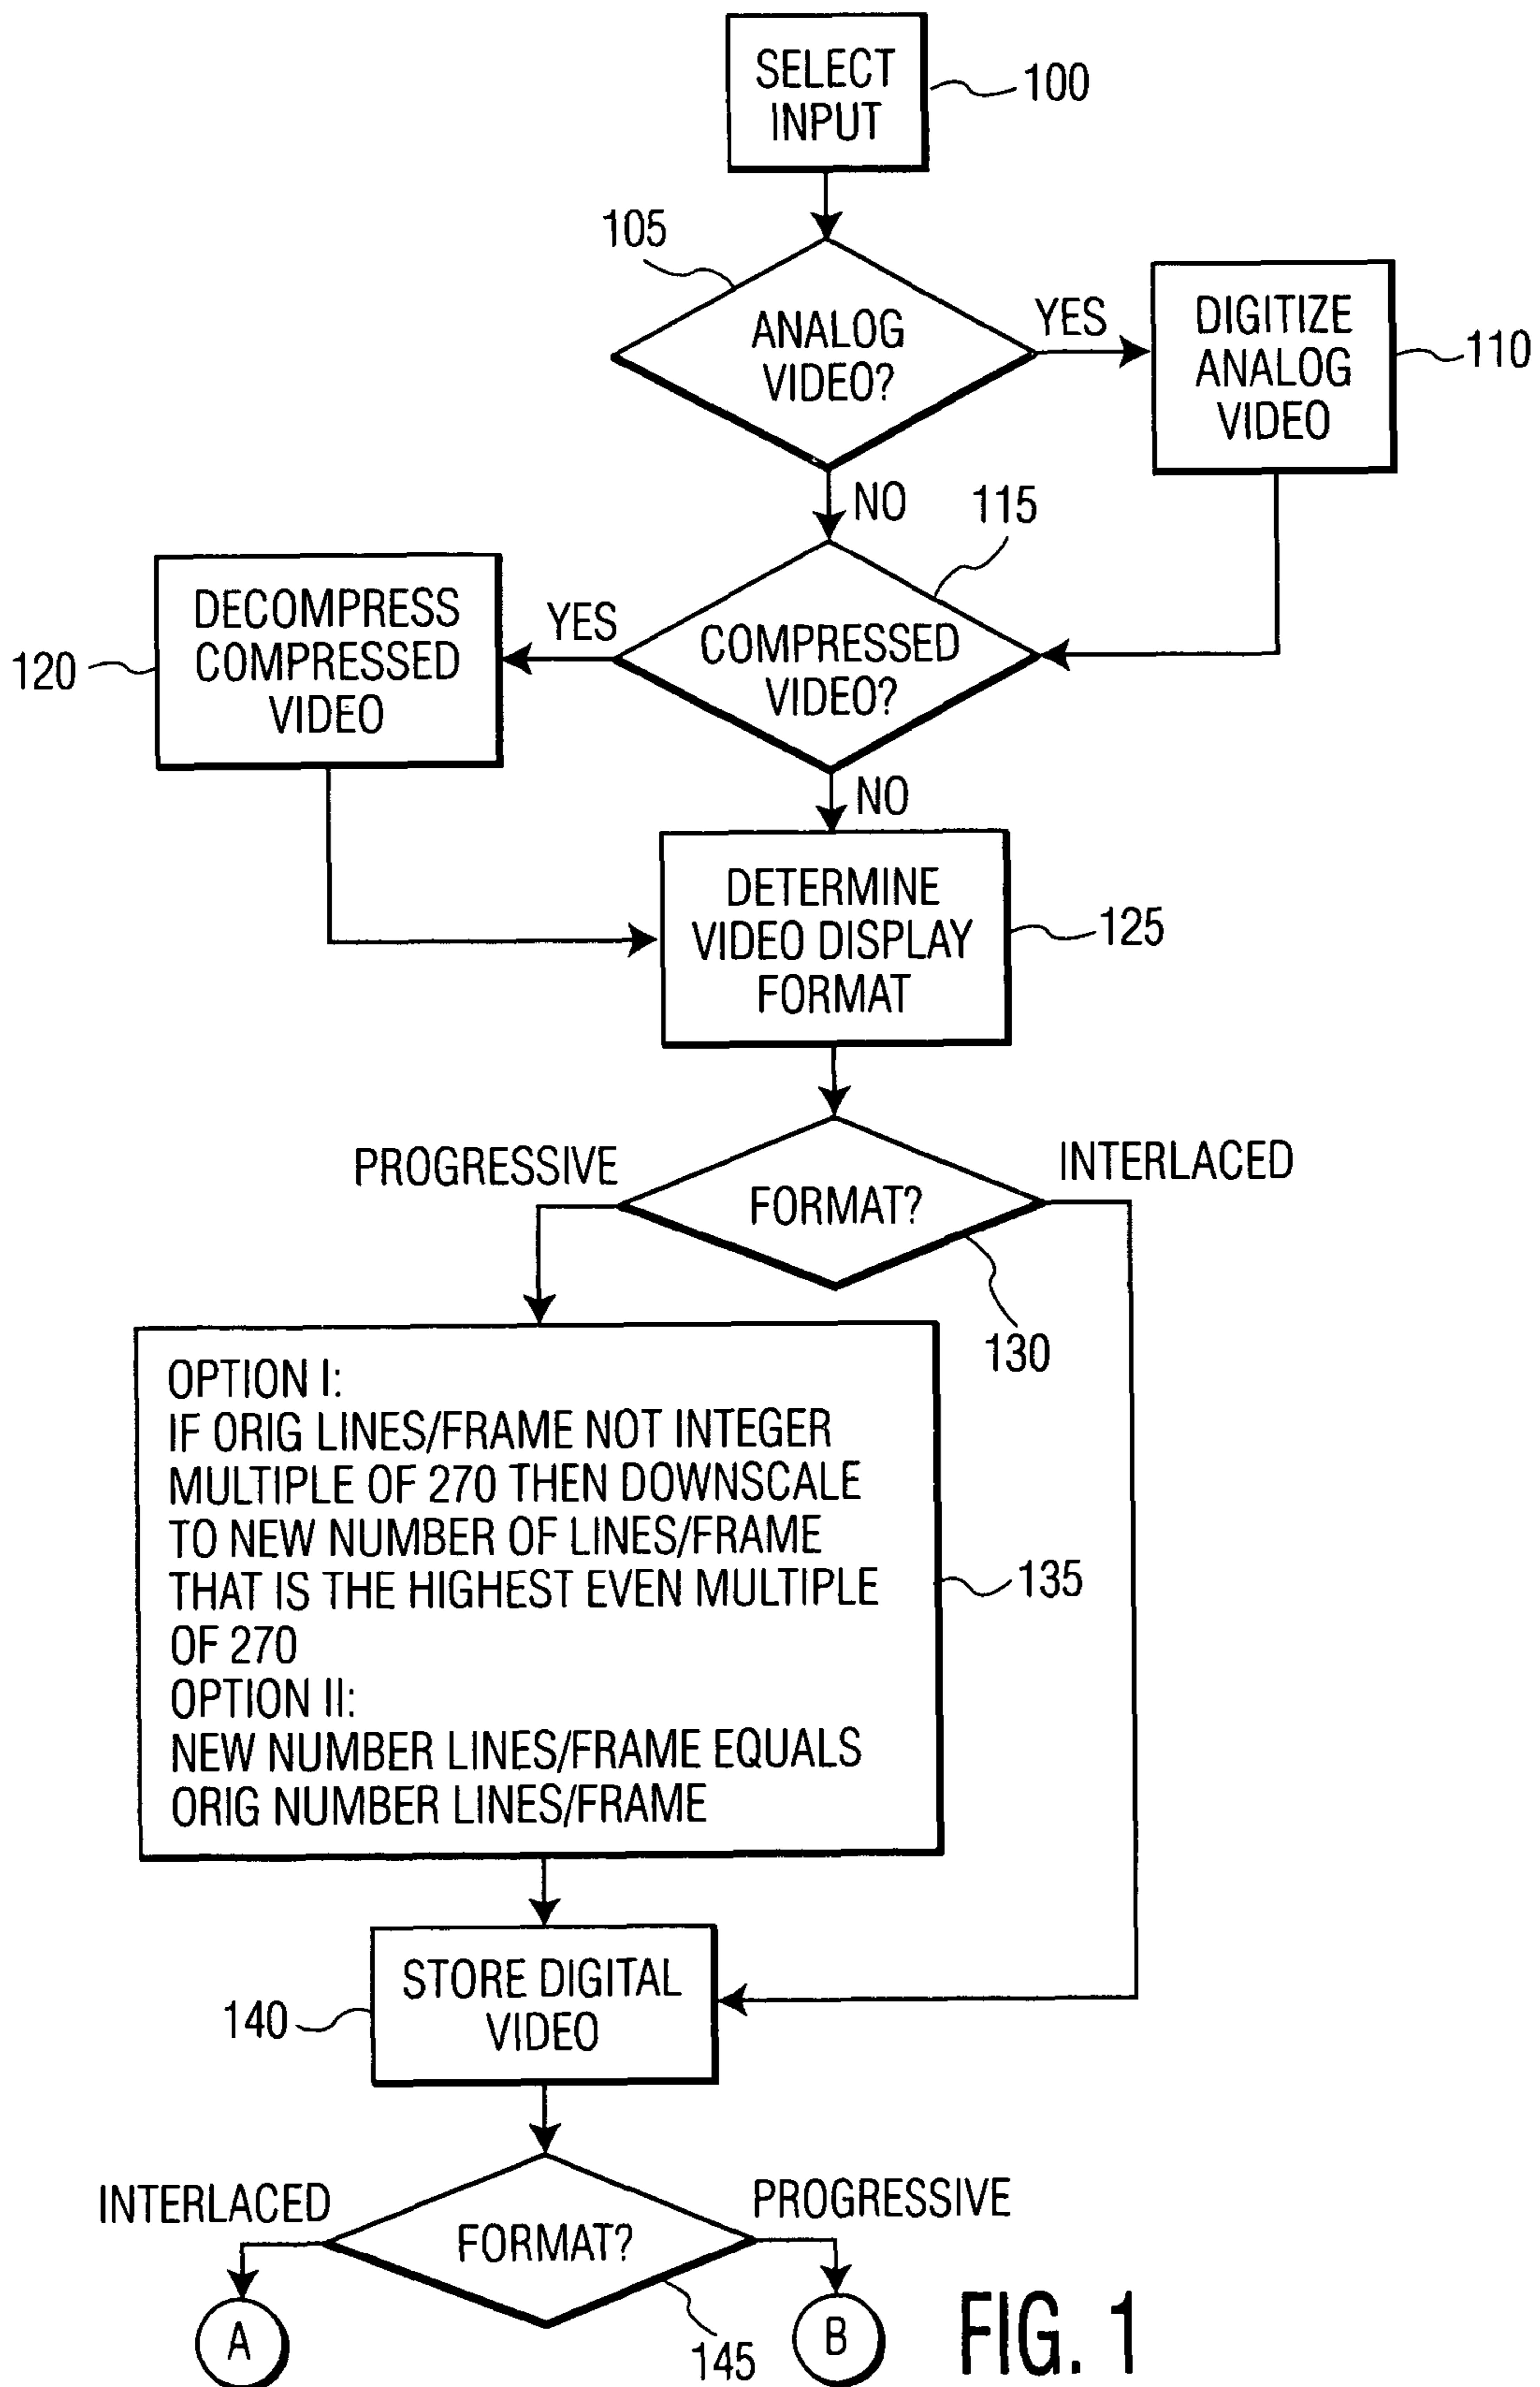 SELECT
INPUT
100
105
ANALOG
VIDEO?
YES
DIGITIZE
ANALOG
VIDEO
110
NO
115
DECOMPRESS
COMPRESSED
VIDEO
120
YES
COMPRESSED
VIDEO?
NO
DETERMINE
VIDEO DISPLAY
FORMAT
125
PROGRESSIVE
INTERLACED
FORMAT?
130
OPTION I:
IF ORIG LINES/FRAME NOT INTEGER
MULTIPLE OF 270 THEN DOWNSCALE
TO NEW NUMBER OF LINES/FRAME
THAT IS THE HIGHEST EVEN MULTIPLE
OF 270
OPTION II:
NEW NUMBER LINES/FRAME EQUALS
ORIG NUMBER LINES/FRAME
135
STORE DIGITAL
VIDEO
140
INTERLACED
PROGRESSIVE
FORMAT?
145
A
B
FIG. 1